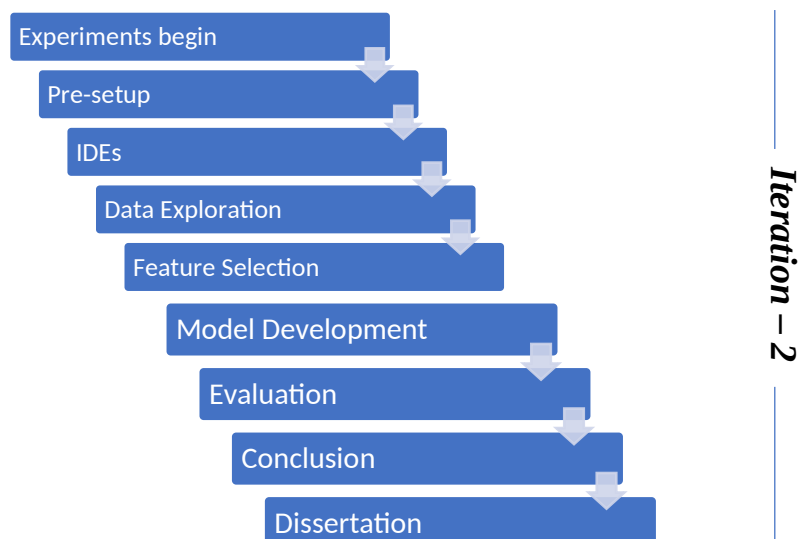 Experiments begin
Pre-setup
IDEs
Data Exploration
Feature Selection
Model Development
Evaluation
Conclusion
Dissertation
Iteration – 2